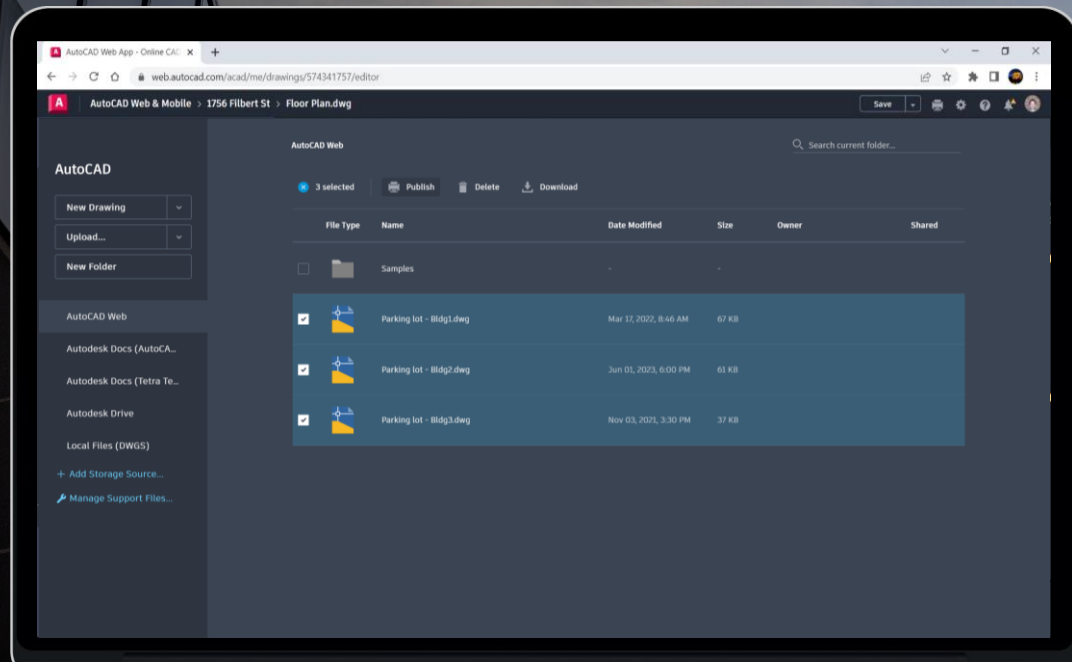 AutoCAD Web App - Online CAD
web.autocad.com/acad/me/drawings/574341757/editor
A AutoCAD Web & Mobile > 1756 Filbert St > Floor Plan.dwg Save
AutoCAD
New Drawing
Upload...
New Folder
AutoCAD Web
Autodesk Docs (AutoCA...
Autodesk Docs (Tetra Te...
Autodesk Drive
Local Files (DWGS)
+ Add Storage Source...
Manage Support Files...
AutoCAD Web Search current folder...
3 selected Publish Delete Download
File Type Name Date Modified Size Owner Shared
Samples - -
Parking lot - Bldg1.dwg Mar 17, 2022, 8:46 AM 67 KB
Parking lot - Bldg2.dwg Jun 01, 2023, 6:00 PM 61 KB
Parking lot - Bldg3.dwg Nov 03, 2021, 3:30 PM 37 KB